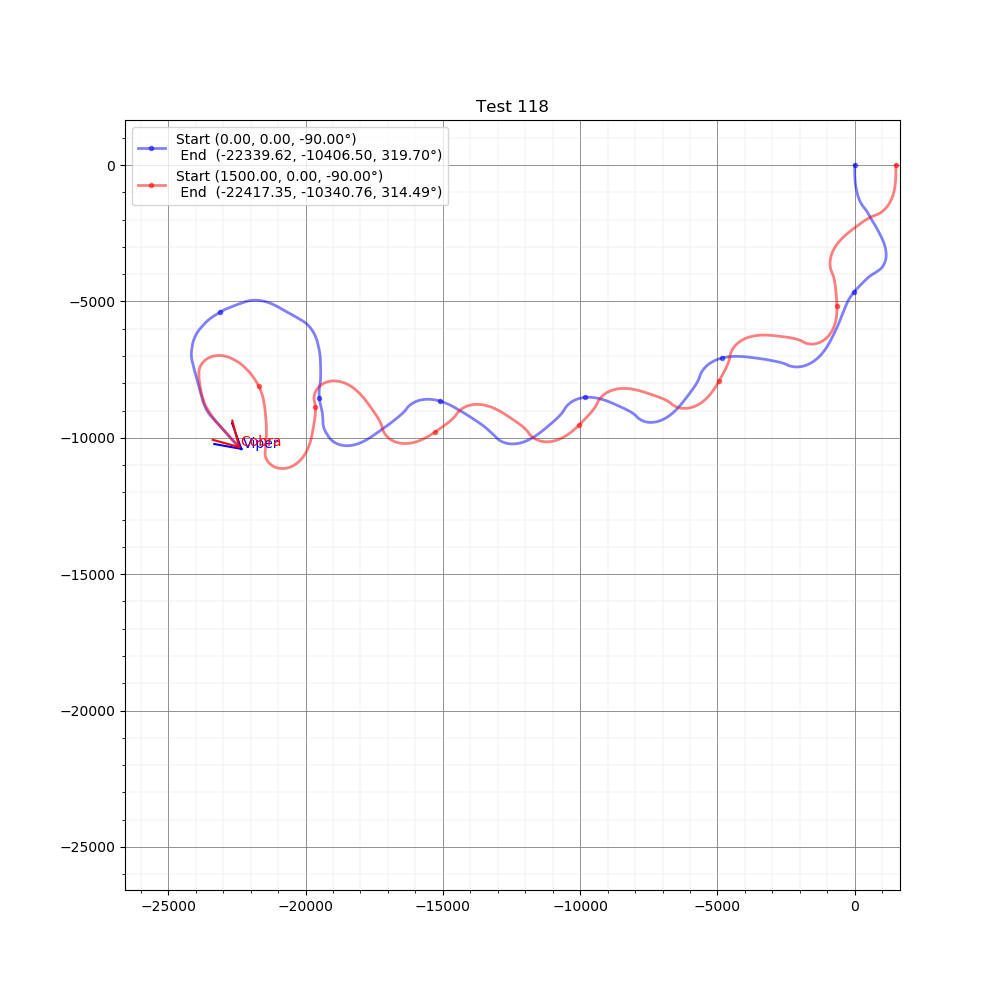 Test 118
Start (0.00, 0.00, -90.00°)
End  (-22339.62, -10406.50, 319.70°)
Start (1500.00, 0.00, -90.00°)
End  (-22417.35, -10340.76, 314.49°)
0
−5000
−10000
−15000
−20000
−25000
Cobra
Viper
−25000 −20000 −15000 −10000 −5000 0